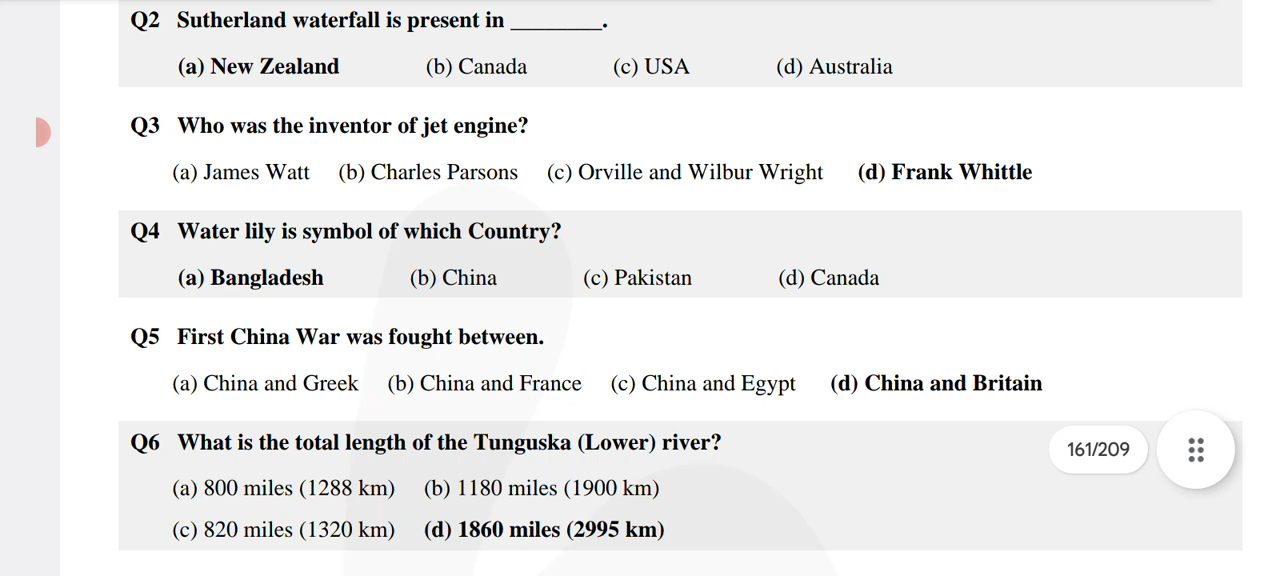 Q2 Sutherland waterfall is present in ________.
(a) New Zealand (b) Canada (c) USA (d) Australia
Q3 Who was the inventor of jet engine?
(a) James Watt (b) Charles Parsons (c) Orville and Wilbur Wright (d) Frank Whittle
Q4 Water lily is symbol of which Country?
(a) Bangladesh (b) China (c) Pakistan (d) Canada
Q5 First China War was fought between.
(a) China and Greek (b) China and France (c) China and Egypt (d) China and Britain
Q6 What is the total length of the Tunguska (Lower) river?
161/209
(a) 800 miles (1288 km) (b) 1180 miles (1900 km)
(c) 820 miles (1320 km) (d) 1860 miles (2995 km)